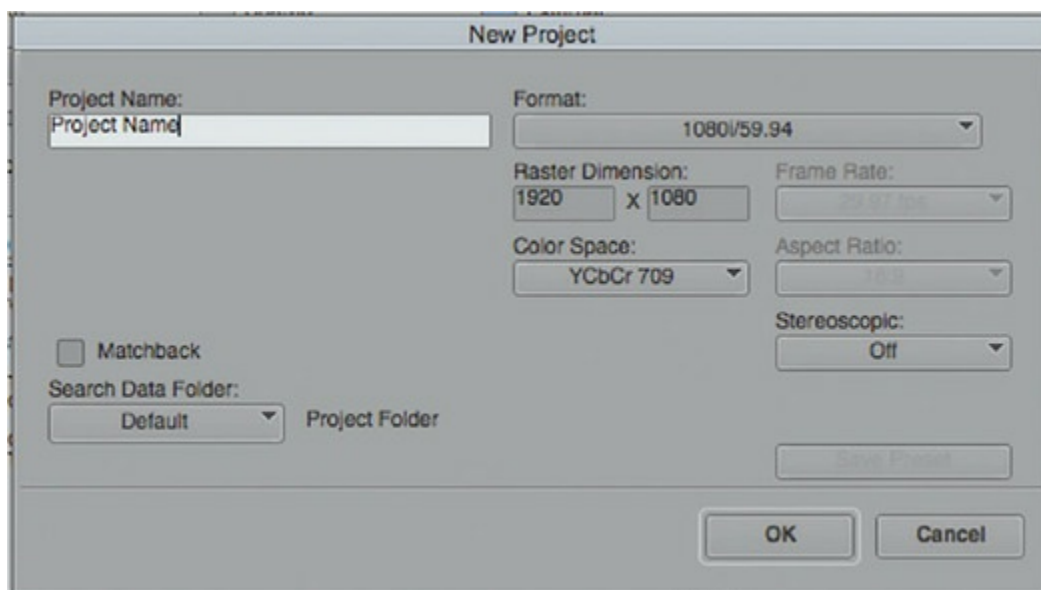 New Project
Project Name:
Project Name
Format:
1080i/59.94
Raster Dimension:
1920 X 1080
Frame Rate:
29.97 fps
Color Space:
YCbCr 709
Aspect Ratio:
16:9
Stereoscopic:
Off
Matchback
Search Data Folder:
Default
Project Folder
Save Preset
OK
Cancel